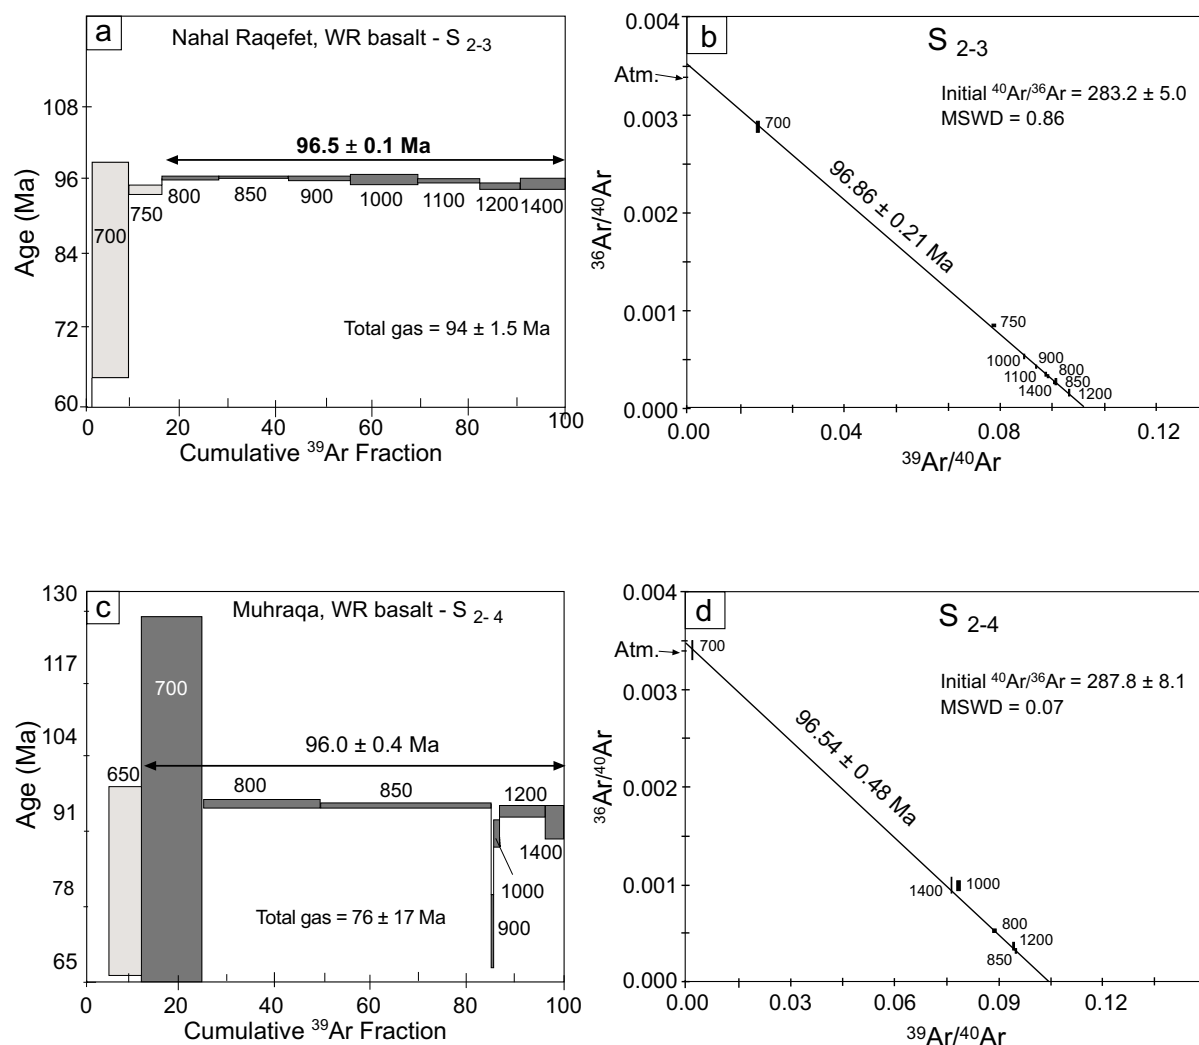 a
Nahal Raqefet, WR basalt - S 2-3
108
96
84
72
60
Age (Ma)
96.5 ± 0.1 Ma
700
750
800
850
900
1000
1100
1200
1400
Total gas = 94 ± 1.5 Ma
0
20
40
60
80
100
Cumulative ³⁹Ar Fraction
b
S 2-3
0.004
Atm.
0.003
0.002
0.001
0.000
³⁶Ar/⁴⁰Ar
Initial ⁴⁰Ar/³⁶Ar = 283.2 ± 5.0
MSWD = 0.86
700
96.86 ± 0.21 Ma
750
1000
900
1100
800
1400
850
1200
0.00
0.04
0.08
0.12
³⁹Ar/⁴⁰Ar
c
Muhraqa, WR basalt - S 2-4
130
117
104
91
78
65
Age (Ma)
700
96.0 ± 0.4 Ma
650
800
850
1200
1400
1000
900
Total gas = 76 ± 17 Ma
0
20
40
60
80
100
Cumulative ³⁹Ar Fraction
d
S 2-4
0.004
Atm.
0.003
0.002
0.001
0.000
³⁶Ar/⁴⁰Ar
700
Initial ⁴⁰Ar/³⁶Ar = 287.8 ± 8.1
MSWD = 0.07
96.54 ± 0.48 Ma
1400
1000
800
1200
850
0.00
0.03
0.06
0.09
0.12
³⁹Ar/⁴⁰Ar